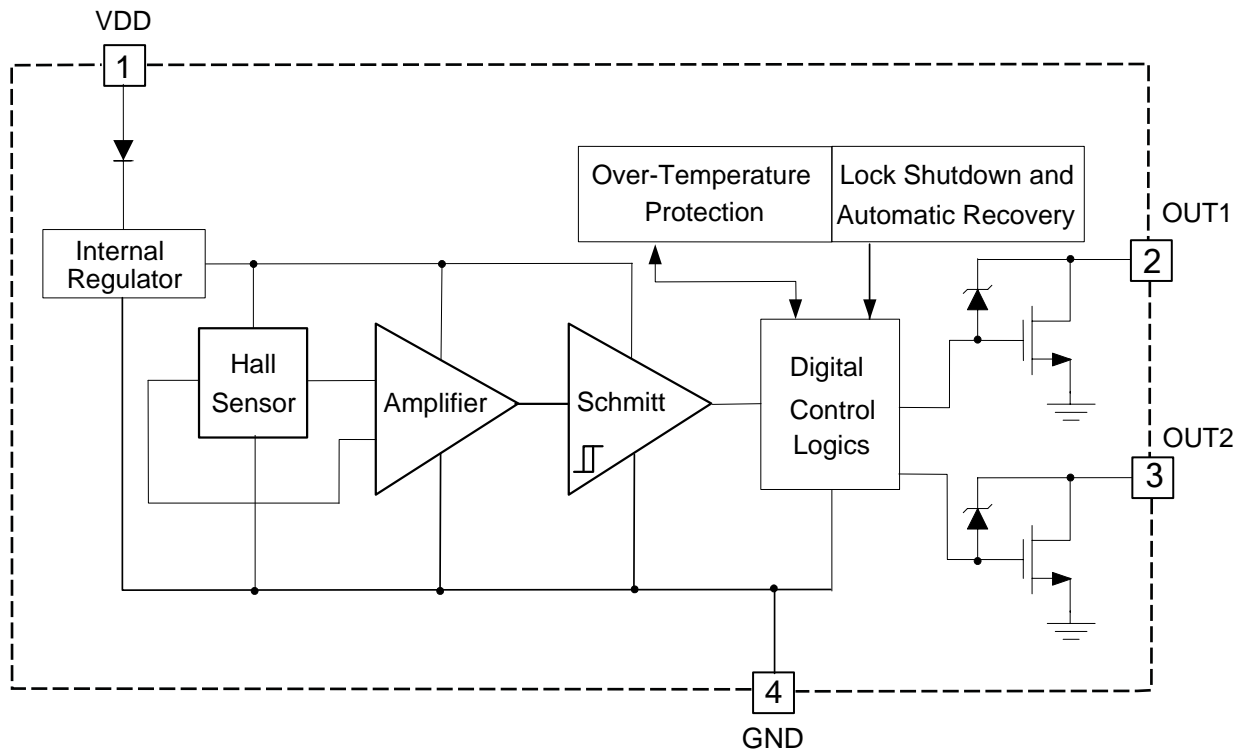 VDD
1
Over-Temperature
Protection
Lock Shutdown and
Automatic Recovery
OUT1
2
Internal
Regulator
Hall
Sensor
Amplifier
Schmitt
Digital
Control
Logics
OUT2
3
4
GND